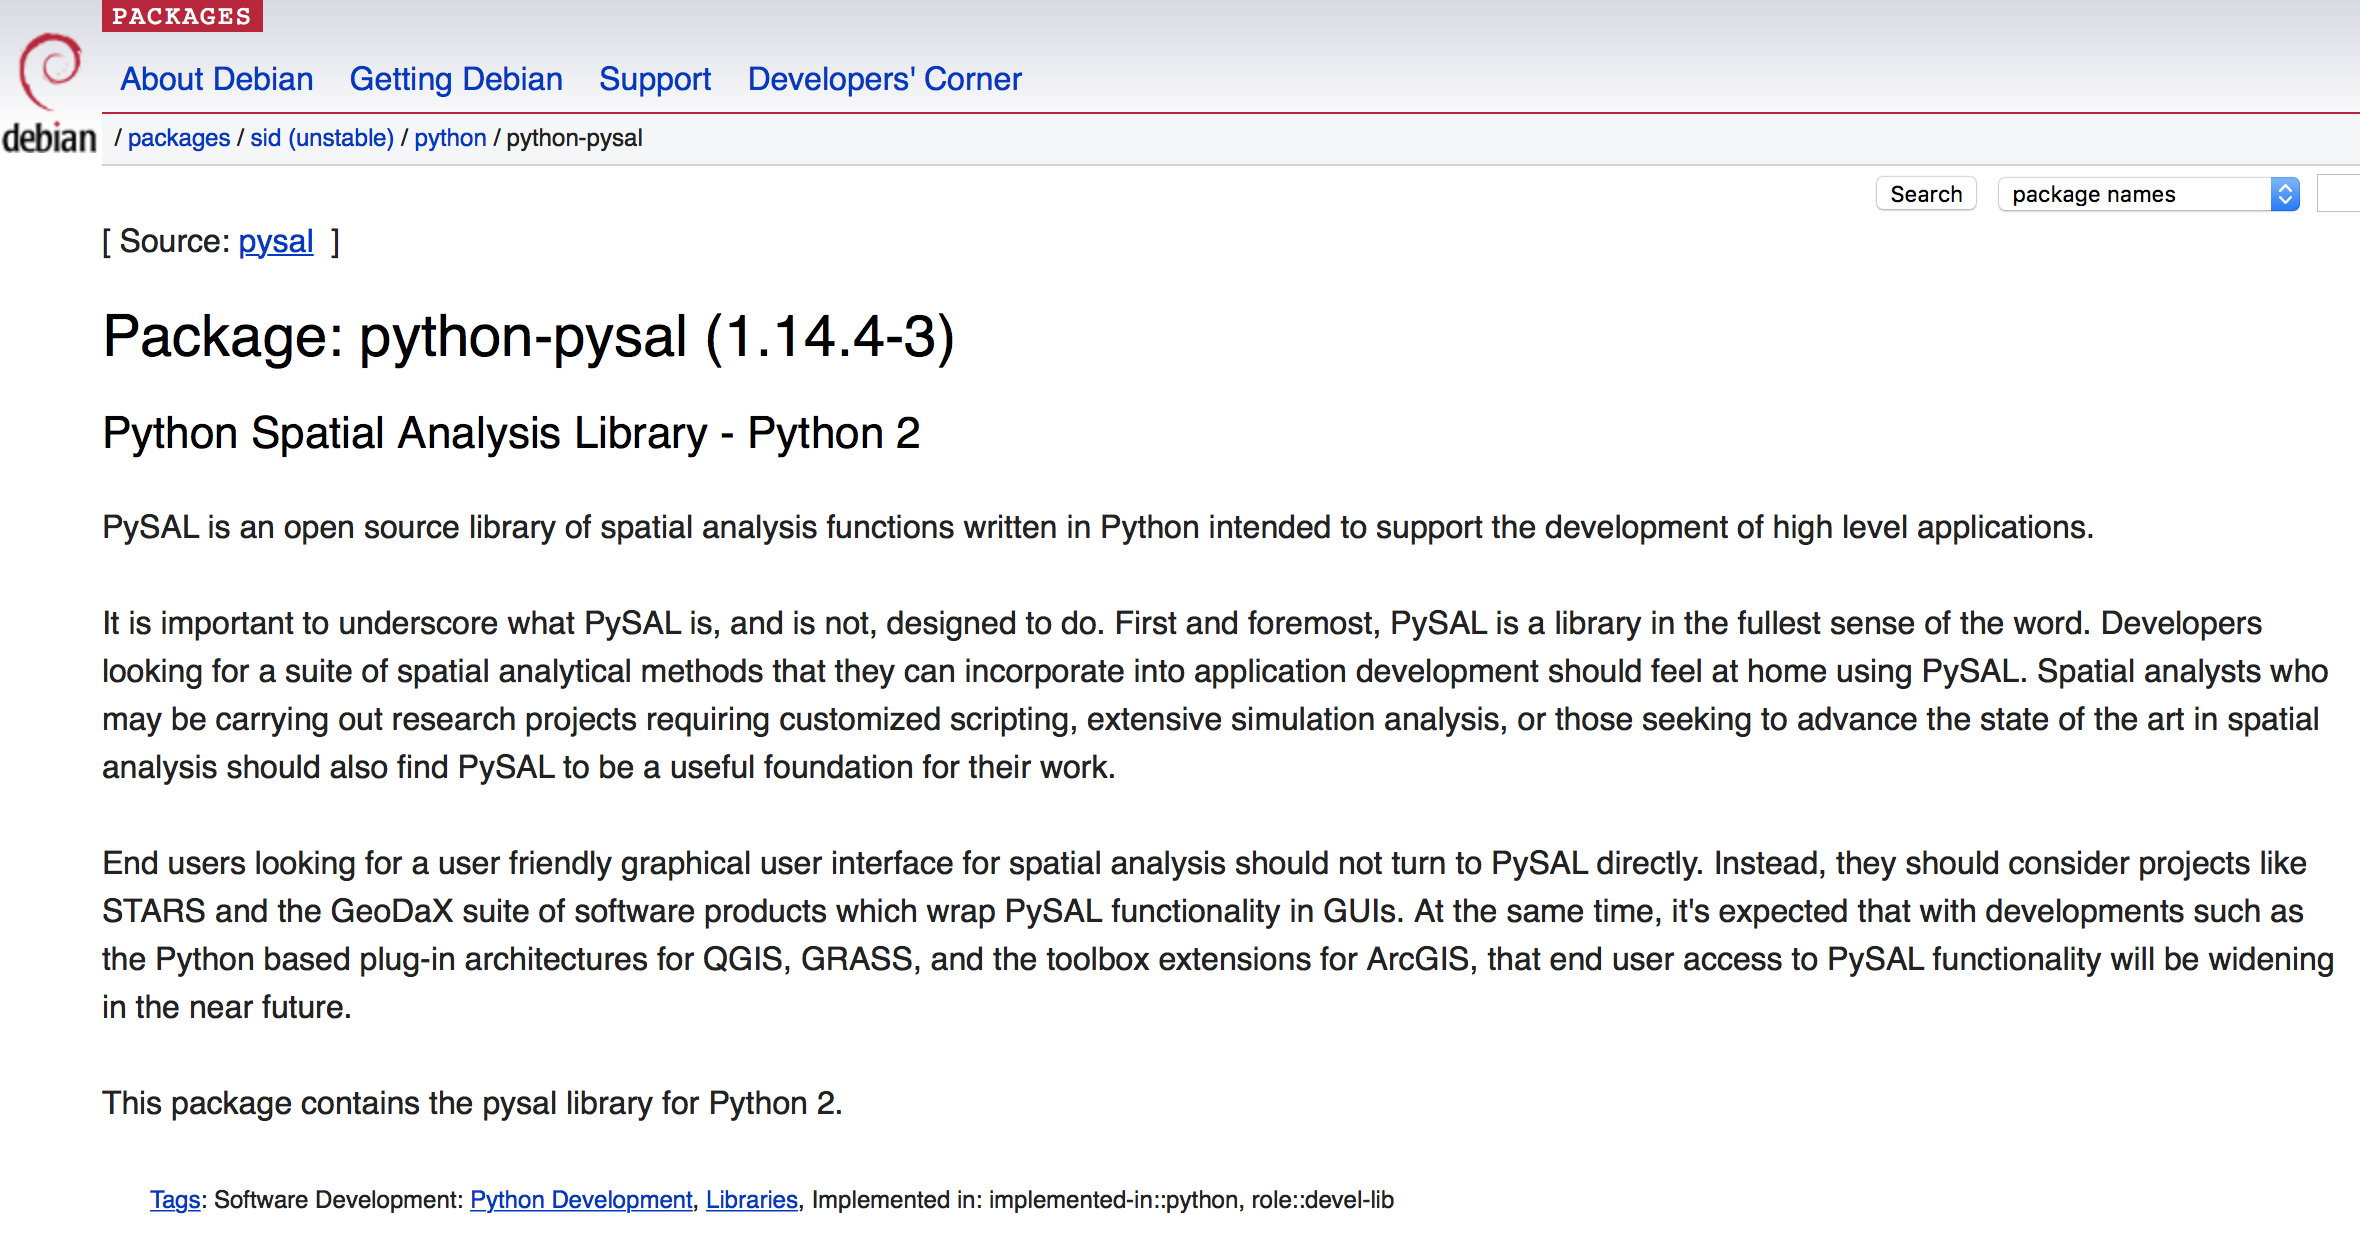 PACKAGES
About Debian Getting Debian Support Developers' Corner
debian / packages / sid (unstable) / python / python-pysal
Search package names
[ Source: pysal ]
Package: python-pysal (1.14.4-3)
Python Spatial Analysis Library - Python 2
PySAL is an open source library of spatial analysis functions written in Python intended to support the development of high level applications.
It is important to underscore what PySAL is, and is not, designed to do. First and foremost, PySAL is a library in the fullest sense of the word. Developers
looking for a suite of spatial analytical methods that they can incorporate into application development should feel at home using PySAL. Spatial analysts who
may be carrying out research projects requiring customized scripting, extensive simulation analysis, or those seeking to advance the state of the art in spatial
analysis should also find PySAL to be a useful foundation for their work.
End users looking for a user friendly graphical user interface for spatial analysis should not turn to PySAL directly. Instead, they should consider projects like
STARS and the GeoDaX suite of software products which wrap PySAL functionality in GUIs. At the same time, it's expected that with developments such as
the Python based plug-in architectures for QGIS, GRASS, and the toolbox extensions for ArcGIS, that end user access to PySAL functionality will be widening
in the near future.
This package contains the pysal library for Python 2.
Tags: Software Development: Python Development, Libraries, Implemented in: implemented-in::python, role::devel-lib